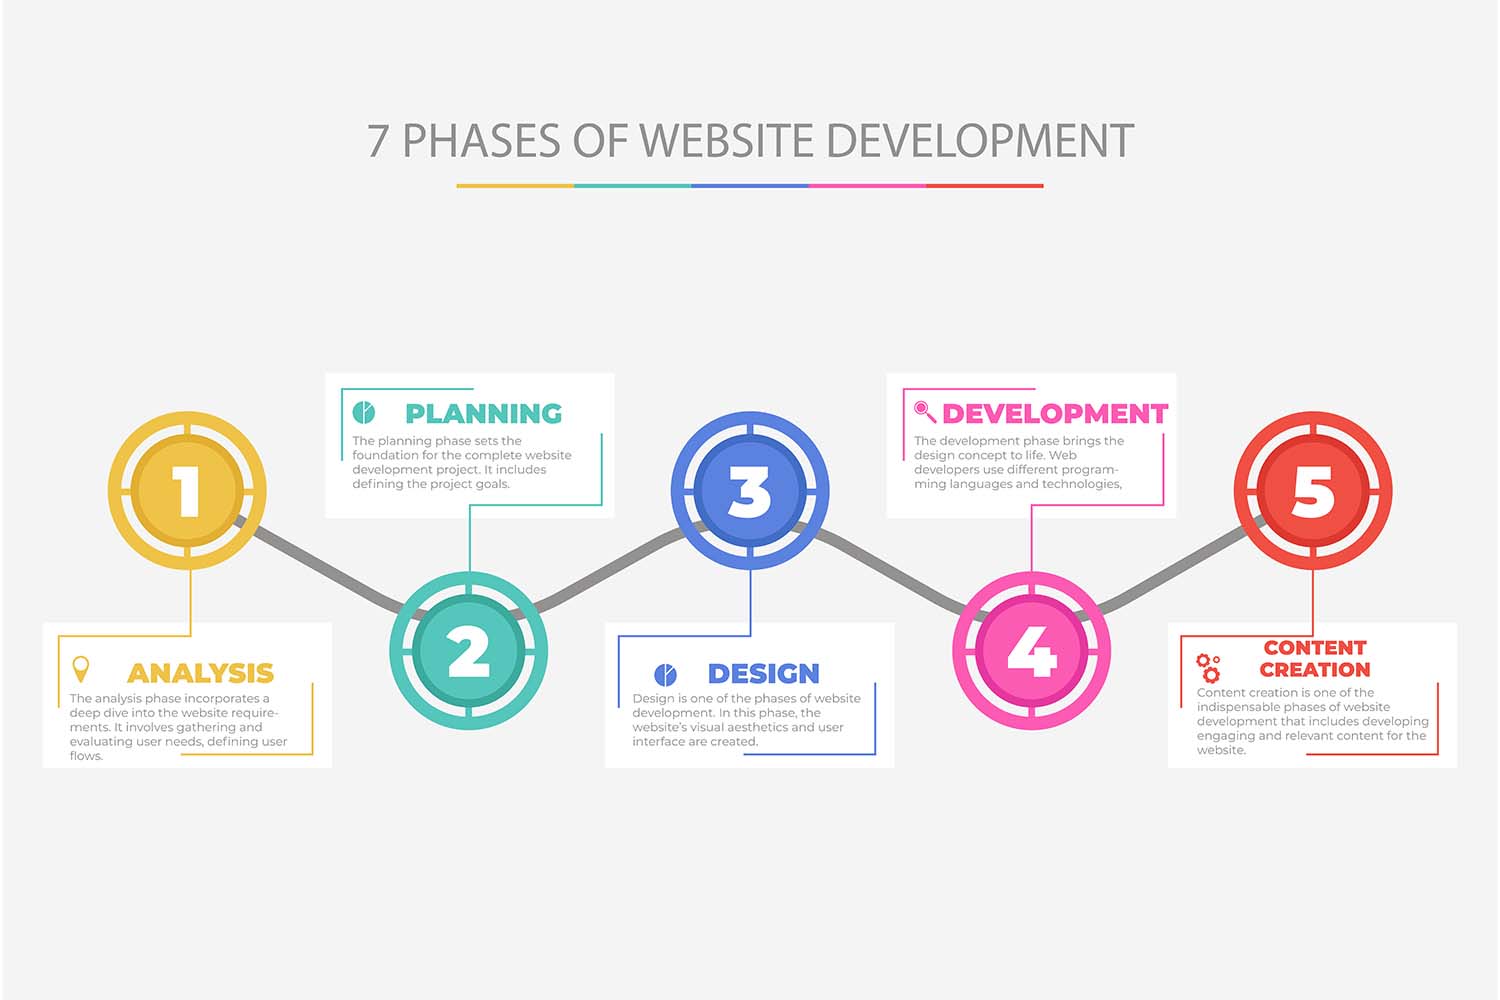 7 PHASES OF WEBSITE DEVELOPMENT
1
ANALYSIS
The analysis phase incorporates a
deep dive into the website require-
ments. It involves gathering and
evaluating user needs, defining user
flows.
PLANNING
The planning phase sets the
foundation for the complete website
development project. It includes
defining the project goals.
2
3
DESIGN
Design is one of the phases of website
development. In this phase, the
website's visual aesthetics and user
interface are created.
DEVELOPMENT
The development phase brings the
design concept to life. Web
developers use different program-
ming languages and technologies,
4
5
CONTENT
CREATION
Content creation is one of the
indispensable phases of website
development that includes developing
engaging and relevant content for the
website.